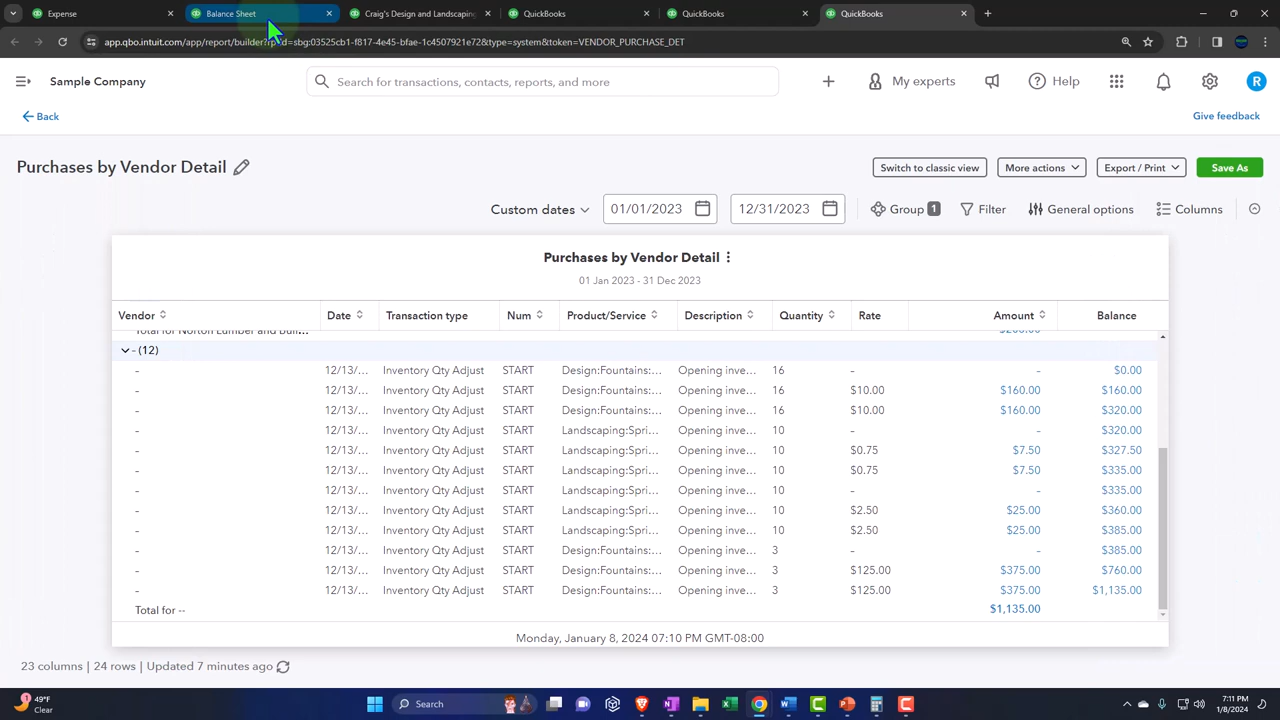 Expense
Balance Sheet
Craig's Design and Landscaping
QuickBooks
QuickBooks
QuickBooks
app.qbo.intuit.com/app/report/builder?rptId=sbg:03525cb1-f817-4e45-bfae-1c4507921e72&type=system&token=VENDOR_PURCHASE_DET
Sample Company
Search for transactions, contacts, reports, and more
My experts
Help
R
Back
Give feedback
Purchases by Vendor Detail
Switch to classic view
More actions
Export / Print
Save As
Custom dates
01/01/2023
12/31/2023
Group 1
Filter
General options
Columns
Purchases by Vendor Detail
01 Jan 2023 - 31 Dec 2023
Vendor Date Transaction type Num Product/Service Description Quantity Rate Amount Balance
Total for Norton Lumber and Buil... $205.00
- (12)
- 12/13/... Inventory Qty Adjust START Design:Fountains:... Opening inve... 16 - - $0.00
- 12/13/... Inventory Qty Adjust START Design:Fountains:... Opening inve... 16 $10.00 $160.00 $160.00
- 12/13/... Inventory Qty Adjust START Design:Fountains:... Opening inve... 16 $10.00 $160.00 $320.00
- 12/13/... Inventory Qty Adjust START Landscaping:Spri... Opening inve... 10 - - $320.00
- 12/13/... Inventory Qty Adjust START Landscaping:Spri... Opening inve... 10 $0.75 $7.50 $327.50
- 12/13/... Inventory Qty Adjust START Landscaping:Spri... Opening inve... 10 $0.75 $7.50 $335.00
- 12/13/... Inventory Qty Adjust START Landscaping:Spri... Opening inve... 10 - - $335.00
- 12/13/... Inventory Qty Adjust START Landscaping:Spri... Opening inve... 10 $2.50 $25.00 $360.00
- 12/13/... Inventory Qty Adjust START Landscaping:Spri... Opening inve... 10 $2.50 $25.00 $385.00
- 12/13/... Inventory Qty Adjust START Design:Fountains:... Opening inve... 3 - - $385.00
- 12/13/... Inventory Qty Adjust START Design:Fountains:... Opening inve... 3 $125.00 $375.00 $760.00
- 12/13/... Inventory Qty Adjust START Design:Fountains:... Opening inve... 3 $125.00 $375.00 $1,135.00
Total for -- $1,135.00
Monday, January 8, 2024 07:10 PM GMT-08:00
23 columns | 24 rows | Updated 7 minutes ago
49°F
Clear
Search
7:11 PM
1/8/2024